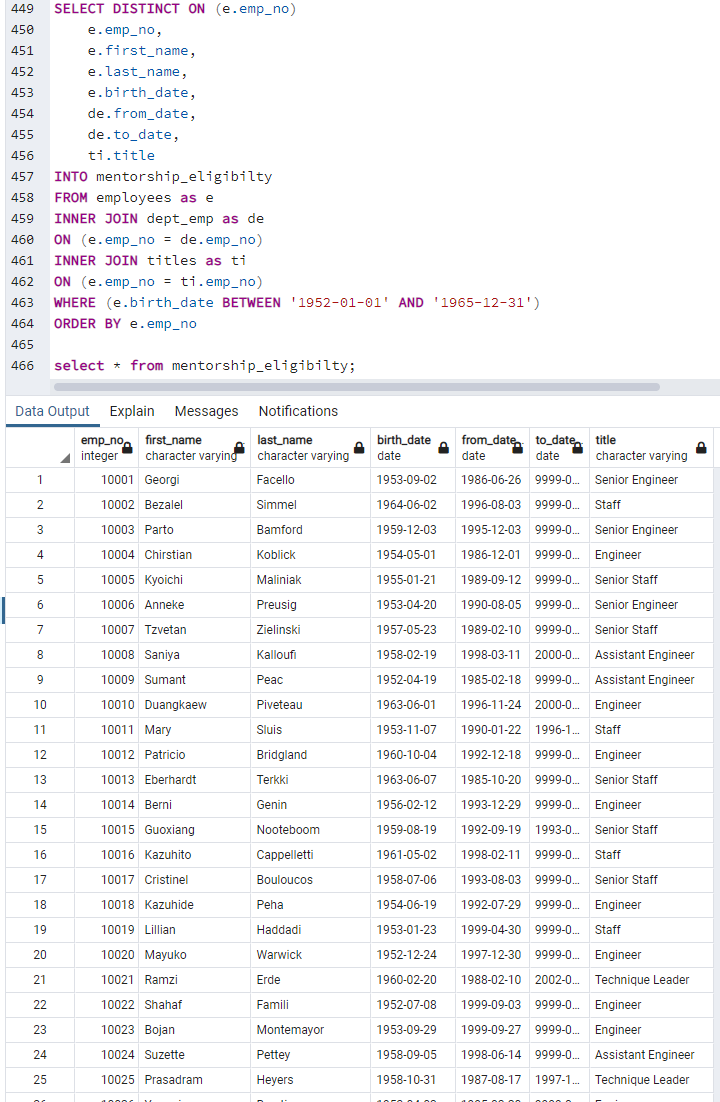 449 SELECT DISTINCT ON (e.emp_no)
450 e.emp_no,
451 e.first_name,
452 e.last_name,
453 e.birth_date,
454 de.from_date,
455 de.to_date,
456 ti.title
457 INTO mentorship_eligibilty
458 FROM employees as e
459 INNER JOIN dept_emp as de
460 ON (e.emp_no = de.emp_no)
461 INNER JOIN titles as ti
462 ON (e.emp_no = ti.emp_no)
463 WHERE (e.birth_date BETWEEN '1952-01-01' AND '1965-12-31')
464 ORDER BY e.emp_no
465
466 select * from mentorship_eligibilty;
Data Output Explain Messages Notifications
emp_no first_name last_name birth_date from_date to_date title
integer character varying character varying date date date character varying
1 10001 Georgi Facello 1953-09-02 1986-06-26 9999-0... Senior Engineer
2 10002 Bezalel Simmel 1964-06-02 1996-08-03 9999-0... Staff
3 10003 Parto Bamford 1959-12-03 1995-12-03 9999-0... Senior Engineer
4 10004 Chirstian Koblick 1954-05-01 1986-12-01 9999-0... Engineer
5 10005 Kyoichi Maliniak 1955-01-21 1989-09-12 9999-0... Senior Staff
6 10006 Anneke Preusig 1953-04-20 1990-08-05 9999-0... Senior Engineer
7 10007 Tzvetan Zielinski 1957-05-23 1989-02-10 9999-0... Senior Staff
8 10008 Saniya Kalloufi 1958-02-19 1998-03-11 2000-0... Assistant Engineer
9 10009 Sumant Peac 1952-04-19 1985-02-18 9999-0... Assistant Engineer
10 10010 Duangkaew Piveteau 1963-06-01 1996-11-24 2000-0... Engineer
11 10011 Mary Sluis 1953-11-07 1990-01-22 1996-1... Staff
12 10012 Patricio Bridgland 1960-10-04 1992-12-18 9999-0... Engineer
13 10013 Eberhardt Terkki 1963-06-07 1985-10-20 9999-0... Senior Staff
14 10014 Berni Genin 1956-02-12 1993-12-29 9999-0... Engineer
15 10015 Guoxiang Nooteboom 1959-08-19 1992-09-19 1993-0... Senior Staff
16 10016 Kazuhito Cappelletti 1961-05-02 1998-02-11 9999-0... Staff
17 10017 Cristinel Bouloucos 1958-07-06 1993-08-03 9999-0... Senior Staff
18 10018 Kazuhide Peha 1954-06-19 1992-07-29 9999-0... Engineer
19 10019 Lillian Haddadi 1953-01-23 1999-04-30 9999-0... Staff
20 10020 Mayuko Warwick 1952-12-24 1997-12-30 9999-0... Engineer
21 10021 Ramzi Erde 1960-02-20 1988-02-10 2002-0... Technique Leader
22 10022 Shahaf Famili 1952-07-08 1999-09-03 9999-0... Engineer
23 10023 Bojan Montemayor 1953-09-29 1999-09-27 9999-0... Engineer
24 10024 Suzette Pettey 1958-09-05 1998-06-14 9999-0... Assistant Engineer
25 10025 Prasadram Heyers 1958-10-31 1987-08-17 1997-1... Technique Leader